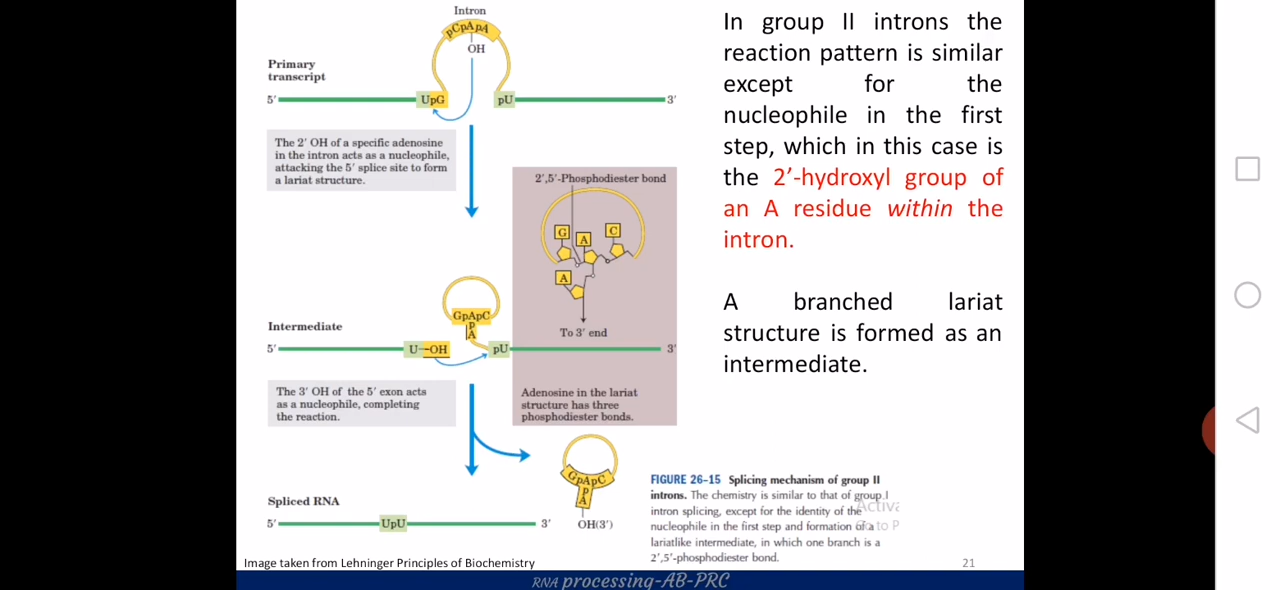 Intron
pCpApA
OH
Primary
transcript
5′
UpG
pU
3′
The 2′ OH of a specific adenosine
in the intron acts as a nucleophile,
attacking the 5′ splice site to form
a lariat structure.
2′,5′-Phosphodiester bond
G
A
C
A
To 3′ end
Adenosine in the lariat
structure has three
phosphodiester bonds.
GpApC
p
A
Intermediate
5′
U—OH
pU
3′
The 3′ OH of the 5′ exon acts
as a nucleophile, completing
the reaction.
GpApC
p
A
OH(3′)
Spliced RNA
5′
UpU
3′
In group II introns the
reaction pattern is similar
except for the
nucleophile in the first
step, which in this case is
the 2’-hydroxyl group of
an A residue within the
intron.
A branched lariat
structure is formed as an
intermediate.
FIGURE 26–15 Splicing mechanism of group II
introns. The chemistry is similar to that of group I
intron splicing, except for the identity of the
nucleophile in the first step and formation of a
lariatlike intermediate, in which one branch is a
2′,5′-phosphodiester bond.
Activa
to P
Image taken from Lehninger Principles of Biochemistry
21
RNA processing-AB-PRC